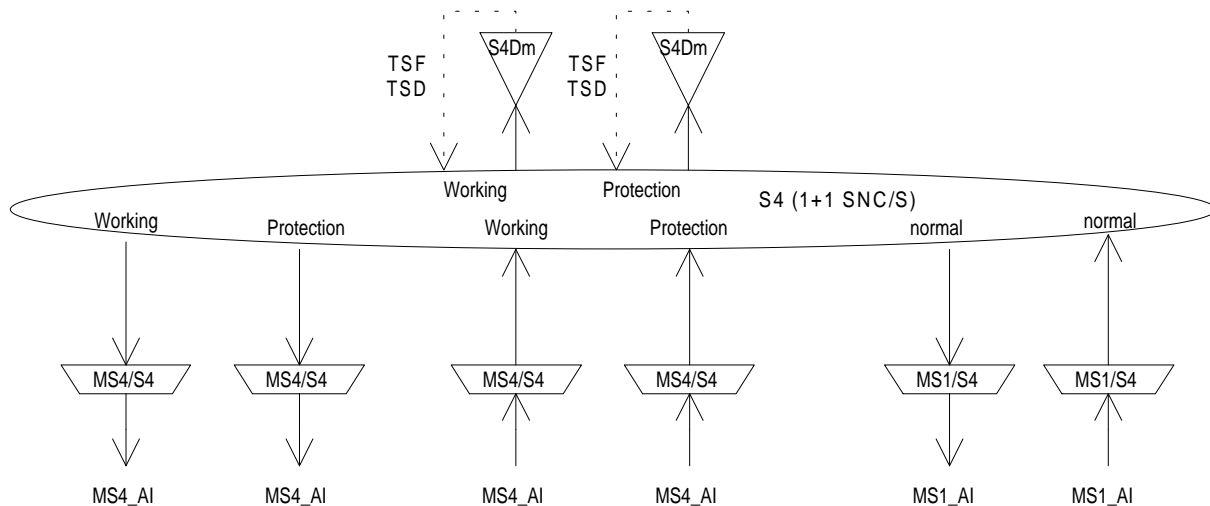 S4Dm S4Dm
TSF TSF
TSD TSD
Working Protection
S4 (1+1 SNC/S)
Working Protection Working Protection normal normal
MS4/S4 MS4/S4 MS4/S4 MS4/S4 MS1/S4 MS1/S4
MS4_AI MS4_AI MS4_AI MS4_AI MS1_AI MS1_AI